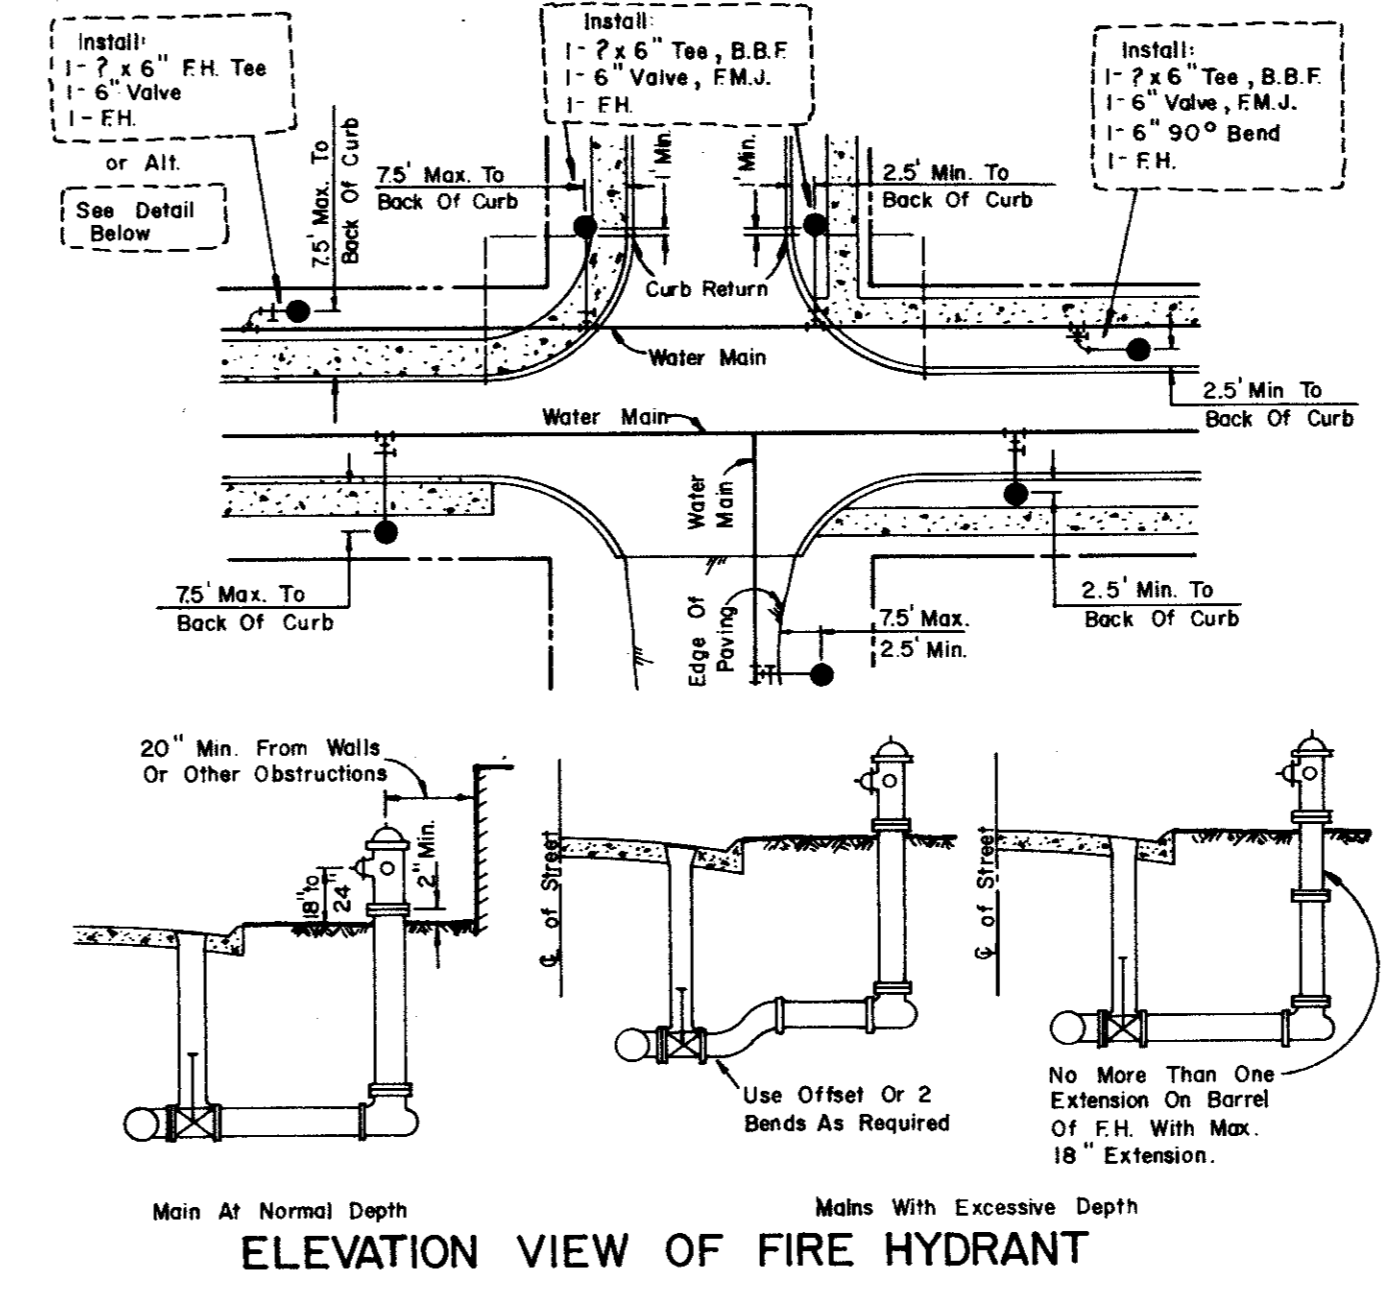 Install:
1- ? x 6" F.H. Tee
1- 6" Valve
1- F.H.
or Alt.
See Detail
Below
Install:
1- ? x 6" Tee, B.B.F.
1- 6" Valve, F.M.J.
1- F.H.
Install:
1- ? x 6" Tee, B.B.F.
1- 6" Valve, F.M.J.
1- 6" 90° Bend
1- F.H.
7.5' Max. To
Back Of Curb
7.5' Max. To
Back Of Curb
1' Min.
1' Min.
2.5' Min. To
Back Of Curb
Curb Return
Water Main
Water Main
2.5' Min To
Back Of Curb
Water
Main
7.5' Max. To
Back Of Curb
Edge Of
Paving
7.5' Max.
2.5' Min.
2.5' Min. To
Back Of Curb
20" Min. From Walls
Or Other Obstructions
18" to
24"
2" Min.
℄ of Street
℄ of Street
Use Offset Or 2
Bends As Required
No More Than One
Extension On Barrel
Of F.H. With Max.
18" Extension.
Main At Normal Depth
Mains With Excessive Depth
ELEVATION VIEW OF FIRE HYDRANT